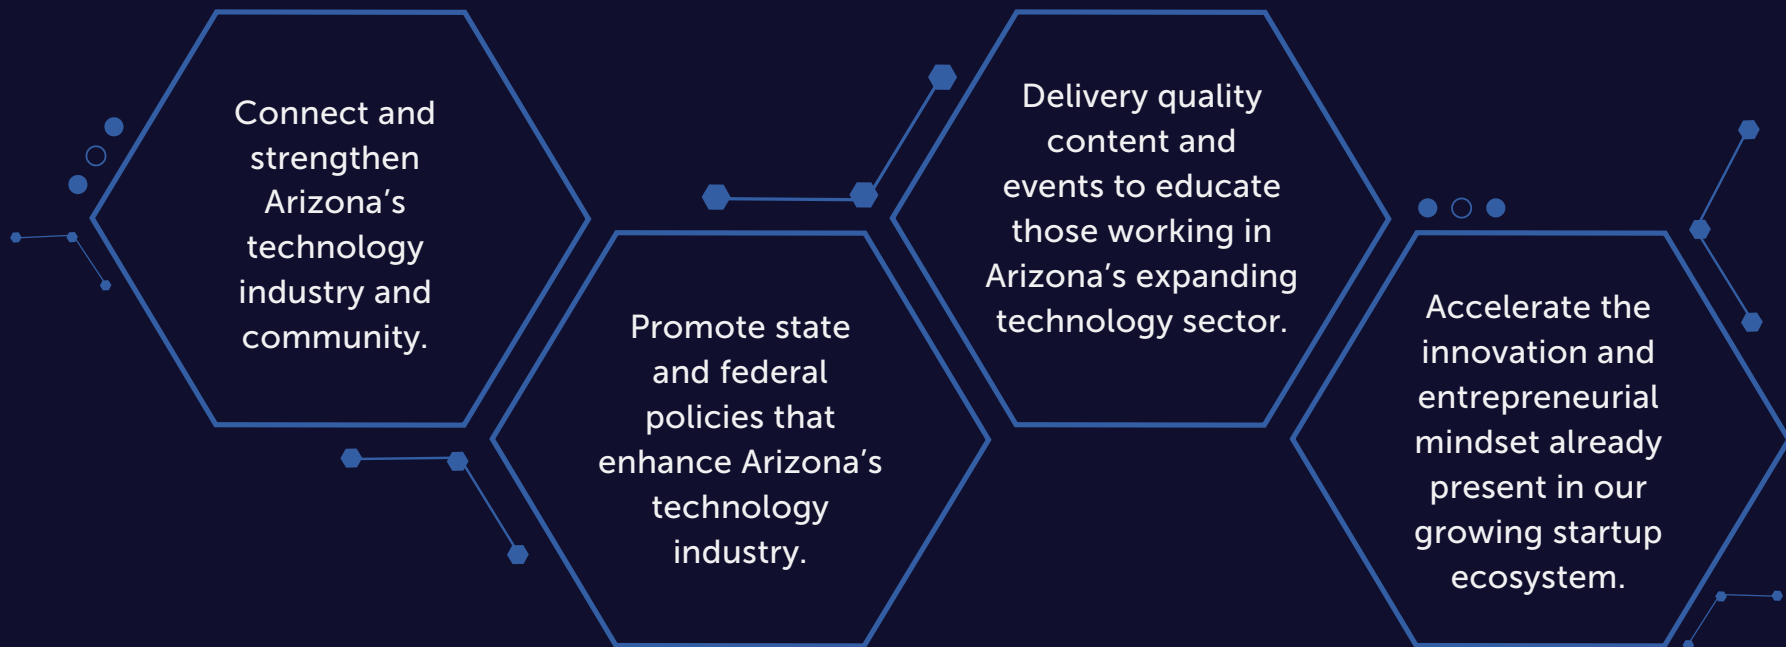 Connect and
strengthen
Arizona’s
technology
industry and
community.
Promote state
and federal
policies that
enhance Arizona’s
technology
industry.
Delivery quality
content and
events to educate
those working in
Arizona’s expanding
technology sector.
Accelerate the
innovation and
entrepreneurial
mindset already
present in our
growing startup
ecosystem.